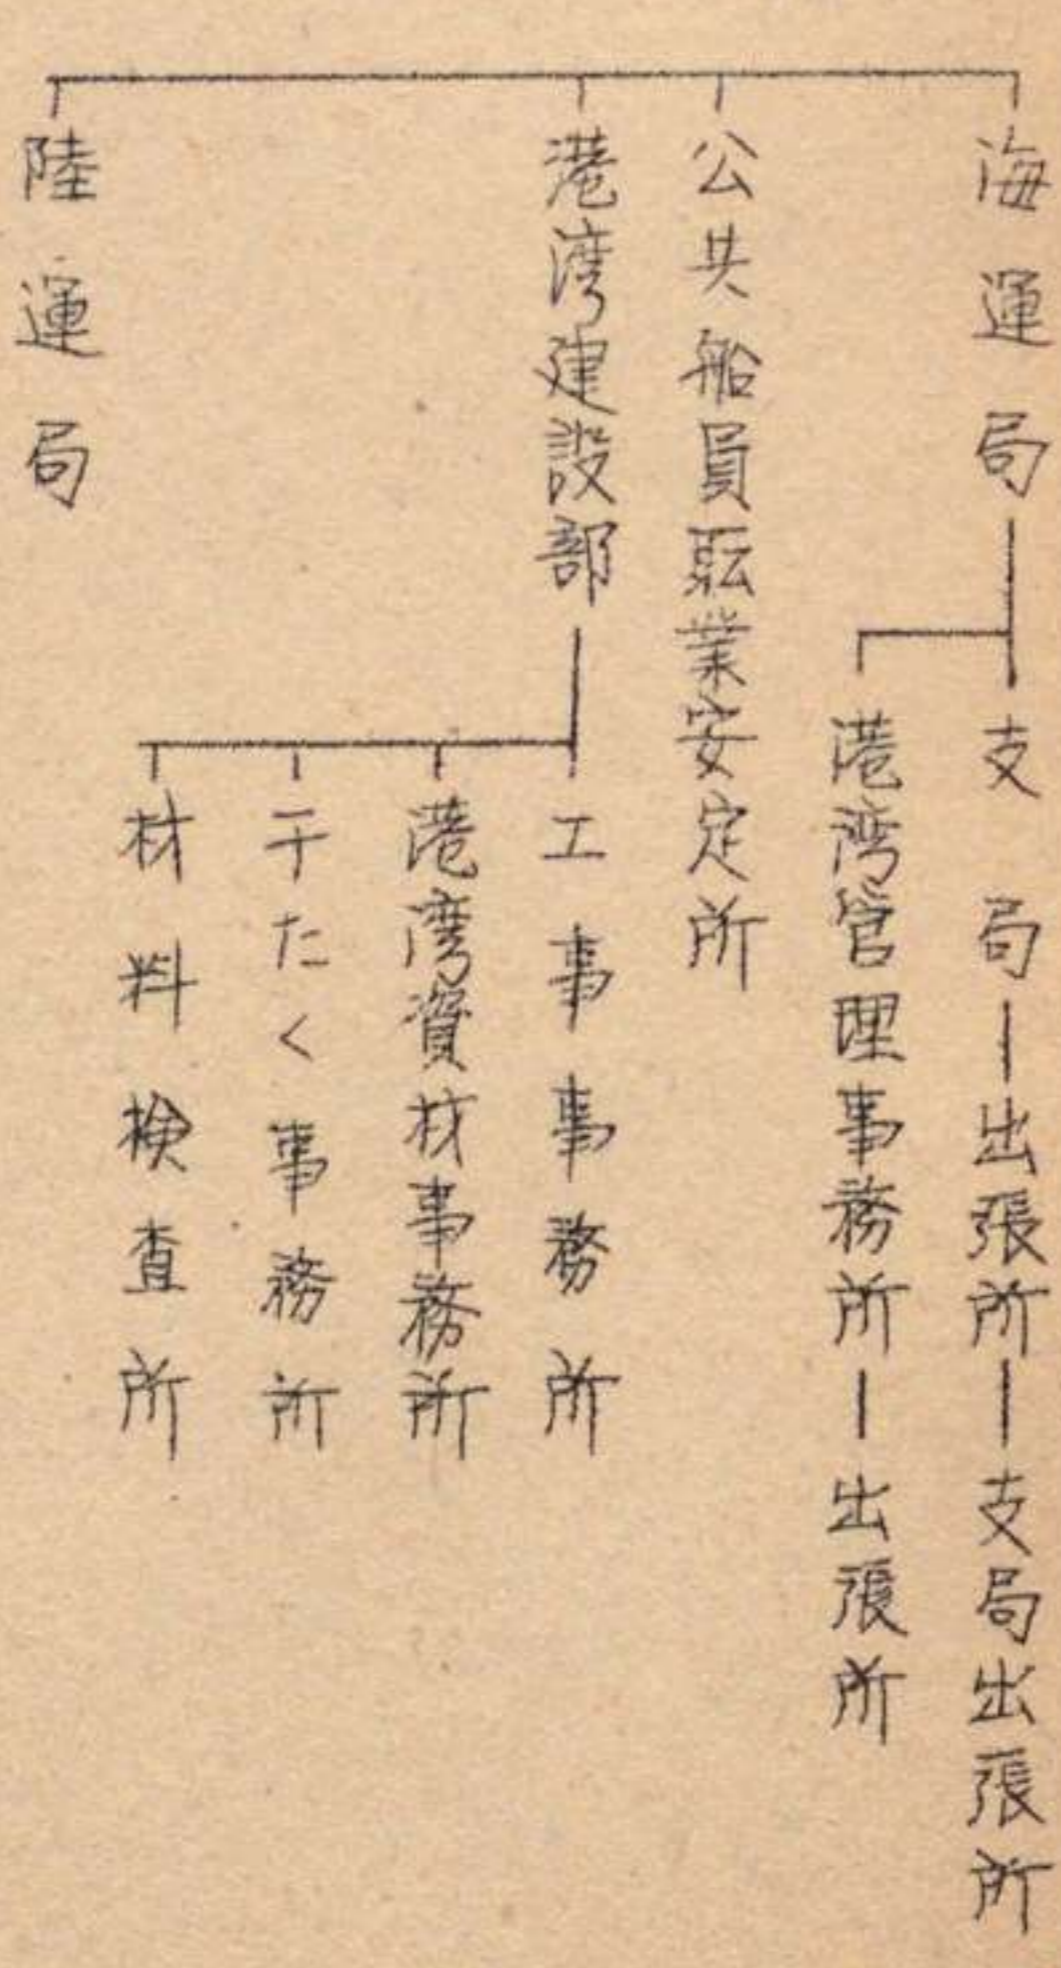 海運局―支局―出張所―支局出張所
港湾管理事務所―出張所
公共船員耺業安定所
港湾建設部―工事事務所
港湾資材事務所
干たく事務所
材料検査所
陸運局